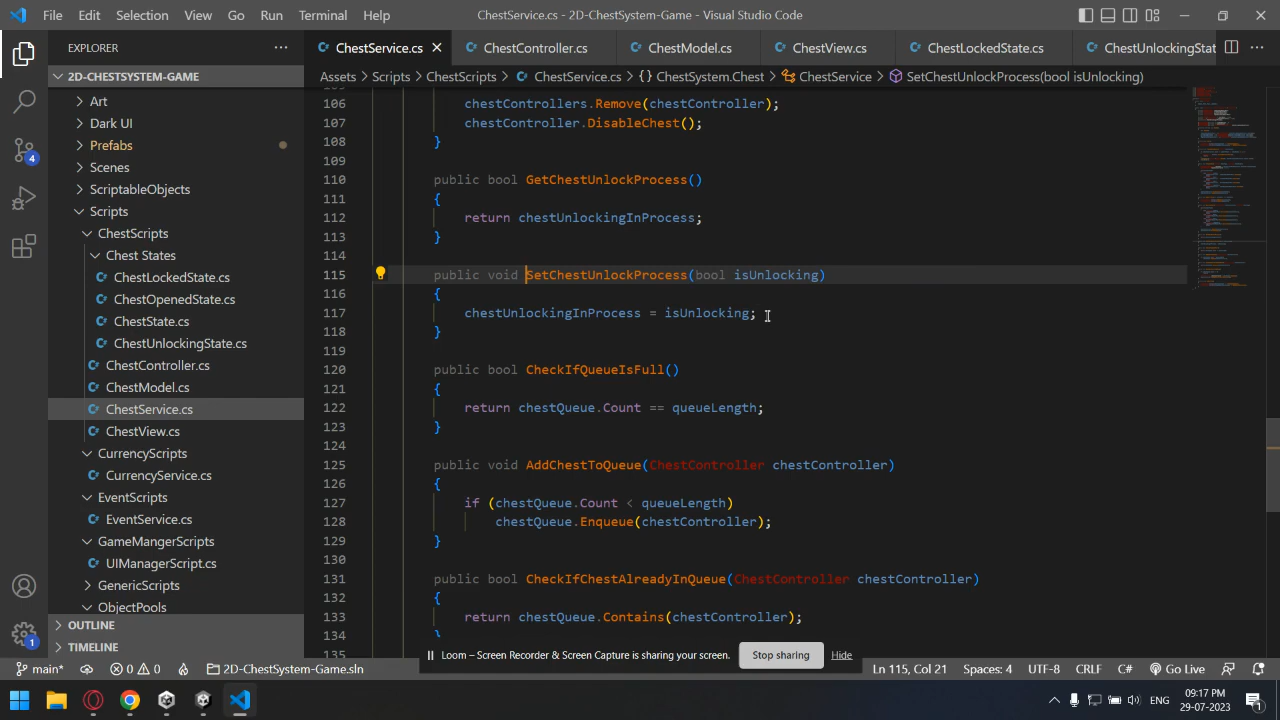 File Edit Selection View Go Run Terminal Help ChestService.cs - 2D-ChestSystem-Game - Visual Studio Code
EXPLORER
ChestService.cs ChestController.cs ChestModel.cs ChestView.cs ChestLockedState.cs ChestUnlockingStat
2D-CHESTSYSTEM-GAME
Assets > Scripts > ChestScripts > ChestService.cs > {} ChestSystem.Chest > ChestService > SetChestUnlockProcess(bool isUnlocking)
Art
Dark UI
Prefabs
Scenes
ScriptableObjects
Scripts
ChestScripts
Chest States
ChestLockedState.cs
ChestOpenedState.cs
ChestState.cs
ChestUnlockingState.cs
ChestController.cs
ChestModel.cs
ChestService.cs
ChestView.cs
CurrencyScripts
CurrencyService.cs
EventScripts
EventService.cs
GameMangerScripts
UIManagerScript.cs
GenericScripts
ObjectPools
OUTLINE
TIMELINE
4
1
105
106 chestControllers.Remove(chestController);
107 chestController.DisableChest();
108 }
109
110 public bool GetChestUnlockProcess()
111 {
112 return chestUnlockingInProcess;
113 }
114
115 public void SetChestUnlockProcess(bool isUnlocking)
116 {
117 chestUnlockingInProcess = isUnlocking;
118 }
119
120 public bool CheckIfQueueIsFull()
121 {
122 return chestQueue.Count == queueLength;
123 }
124
125 public void AddChestToQueue(ChestController chestController)
126 {
127 if (chestQueue.Count < queueLength)
128 chestQueue.Enqueue(chestController);
129 }
130
131 public bool CheckIfChestAlreadyInQueue(ChestController chestController)
132 {
133 return chestQueue.Contains(chestController);
134 }
135
Loom – Screen Recorder & Screen Capture is sharing your screen. Stop sharing Hide
main* 0 0 2D-ChestSystem-Game.sln Ln 115, Col 21 Spaces: 4 UTF-8 CRLF C# Go Live
ENG 09:17 PM
29-07-2023 1